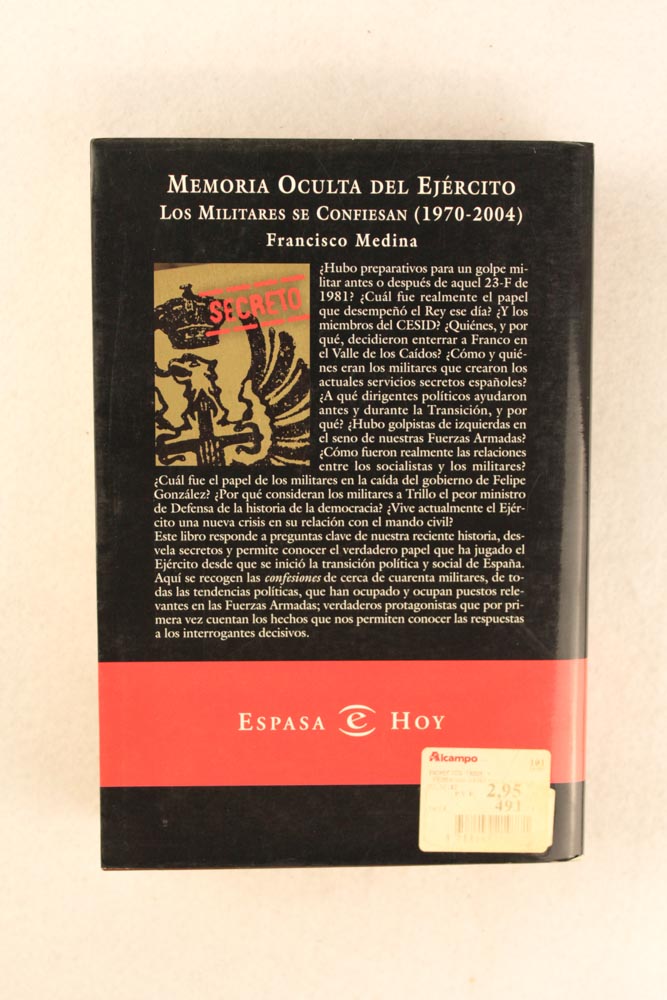 MEMORIA OCULTA DEL EJÉRCITO
LOS MILITARES SE CONFIESAN (1970-2004)
Francisco Medina
SECRETO
¿Hubo preparativos para un golpe mi-
litar antes o después de aquel 23-F de
1981? ¿Cuál fue realmente el papel
que desempeñó el Rey ese día? ¿Y los
miembros del CESID? ¿Quiénes, y por
qué, decidieron enterrar a Franco en
el Valle de los Caídos? ¿Cómo y quié-
nes eran los militares que crearon los
actuales servicios secretos españoles?
¿A qué dirigentes políticos ayudaron
antes y durante la Transición, y por
qué? ¿Hubo golpistas de izquierdas en
el seno de nuestras Fuerzas Armadas?
¿Cómo fueron realmente las relaciones
entre los socialistas y los militares?
¿Cuál fue el papel de los militares en la caída del gobierno de Felipe
González? ¿Por qué consideran los militares a Trillo el peor ministro
de Defensa de la historia de la democracia? ¿Vive actualmente el Ejér-
cito una nueva crisis en su relación con el mando civil?
Este libro responde a preguntas clave de nuestra reciente historia, des-
vela secretos y permite conocer el verdadero papel que ha jugado el
Ejército desde que se inició la transición política y social de España.
Aquí se recogen las confesiones de cerca de cuarenta militares, de to-
das las tendencias políticas, que han ocupado y ocupan puestos rele-
vantes en las Fuerzas Armadas; verdaderos protagonistas que por pri-
mera vez cuentan los hechos que nos permiten conocer las respuestas
a los interrogantes decisivos.
ESPASA e HOY
Alcampo
101
2,95
491